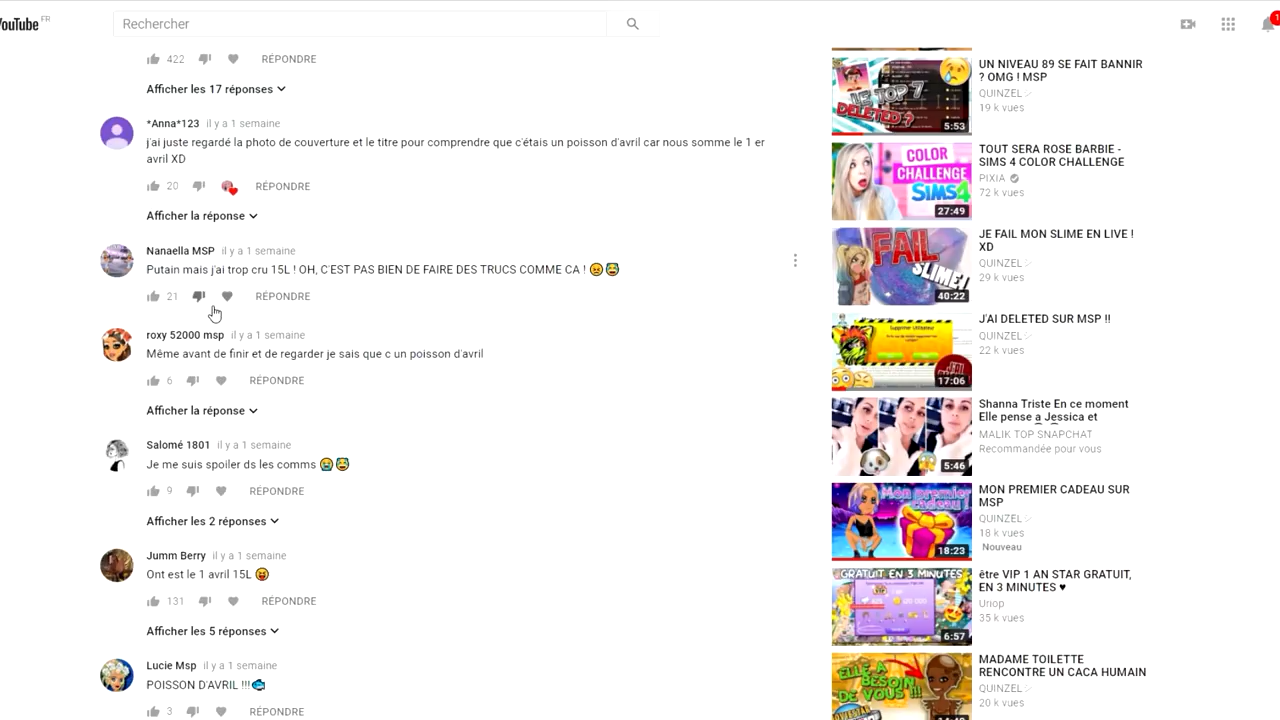 YouTube FR
Rechercher
1
422 RÉPONDRE
Afficher les 17 réponses
*Anna*123 il y a 1 semaine
j'ai juste regardé la photo de couverture et le titre pour comprendre que c'étais un poisson d'avril car nous somme le 1 er
avril XD
20 RÉPONDRE
Afficher la réponse
Nanaella MSP il y a 1 semaine
Putain mais j'ai trop cru 15L ! OH, C'EST PAS BIEN DE FAIRE DES TRUCS COMME CA ! 😡😅
21 RÉPONDRE
roxy 52000 msp il y a 1 semaine
Même avant de finir et de regarder je sais que c un poisson d'avril
6 RÉPONDRE
Afficher la réponse
Salomé 1801 il y a 1 semaine
Je me suis spoiler ds les comms 😭😅
9 RÉPONDRE
Afficher les 2 réponses
Jumm Berry il y a 1 semaine
Ont est le 1 avril 15L 😝
131 RÉPONDRE
Afficher les 5 réponses
Lucie Msp il y a 1 semaine
POISSON D'AVRIL !!!🐟
3 RÉPONDRE
LE TOP 7
DELETED ?
5:53
UN NIVEAU 89 SE FAIT BANNIR
? OMG ! MSP
QUINZEL
19 k vues
COLOR
CHALLENGE
SIMS4
27:49
TOUT SERA ROSE BARBIE -
SIMS 4 COLOR CHALLENGE
PIXIA
72 k vues
FAIL
SLIME!
40:22
JE FAIL MON SLIME EN LIVE !
XD
QUINZEL
29 k vues
Supprimer Utilisateur
17:06
J'AI DELETED SUR MSP !!
QUINZEL
22 k vues
5:46
Shanna Triste En ce moment
Elle pense a Jessica et
MALIK TOP SNAPCHAT
Recommandée pour vous
Mon premier
cadeau !
18:23
MON PREMIER CADEAU SUR
MSP
QUINZEL
18 k vues
Nouveau
GRATUIT EN 3 MINUTES
6:57
être VIP 1 AN STAR GRATUIT,
EN 3 MINUTES ♥
Uriop
35 k vues
ELLE A
BESOIN
DE VOUS !!!
MADAME TOILETTE
RENCONTRE UN CACA HUMAIN
QUINZEL
20 k vues